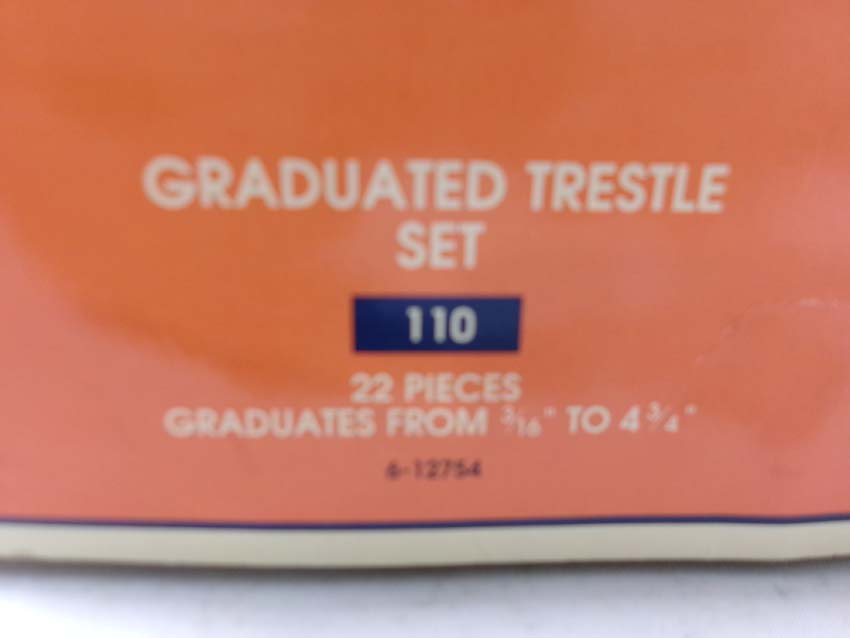 GRADUATED TRESTLE
SET
110
22 PIECES
GRADUATES FROM 3/16" TO 4 3/4"
6-12754